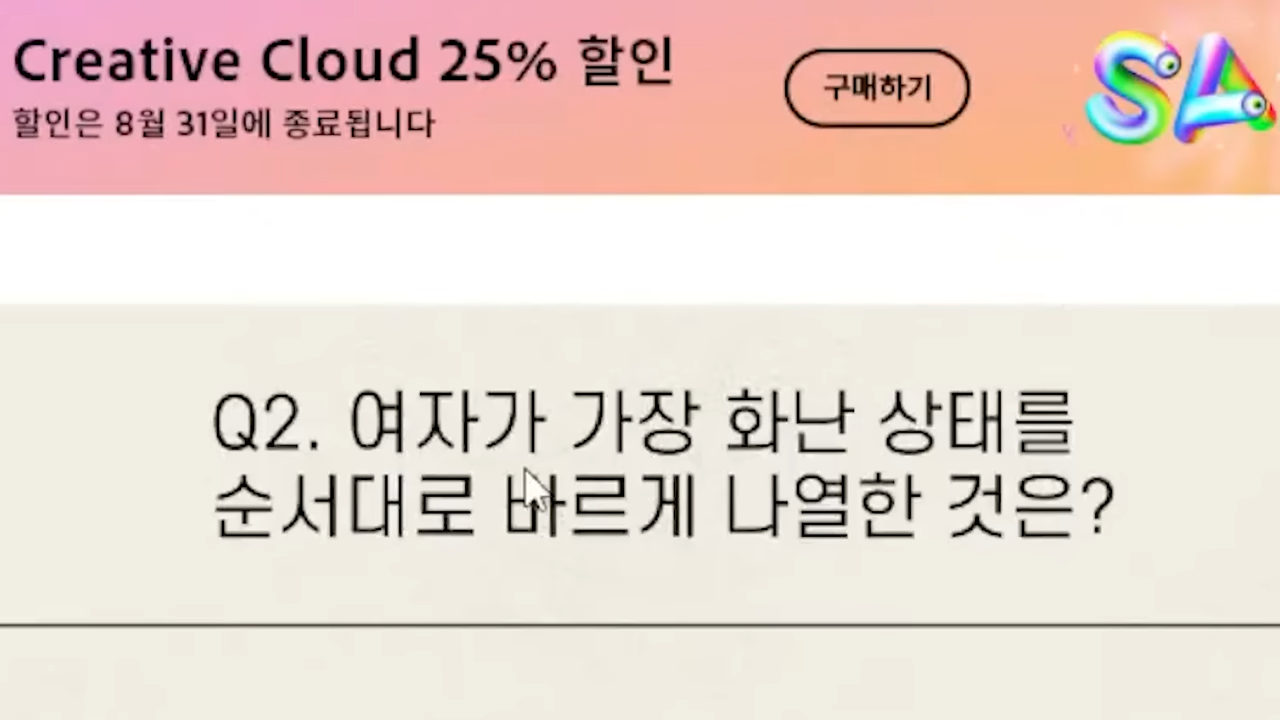 Creative Cloud 25% 할인
할인은 8월 31일에 종료됩니다
구매하기
SA
Q2. 여자가 가장 화난 상태를
순서대로 바르게 나열한 것은?